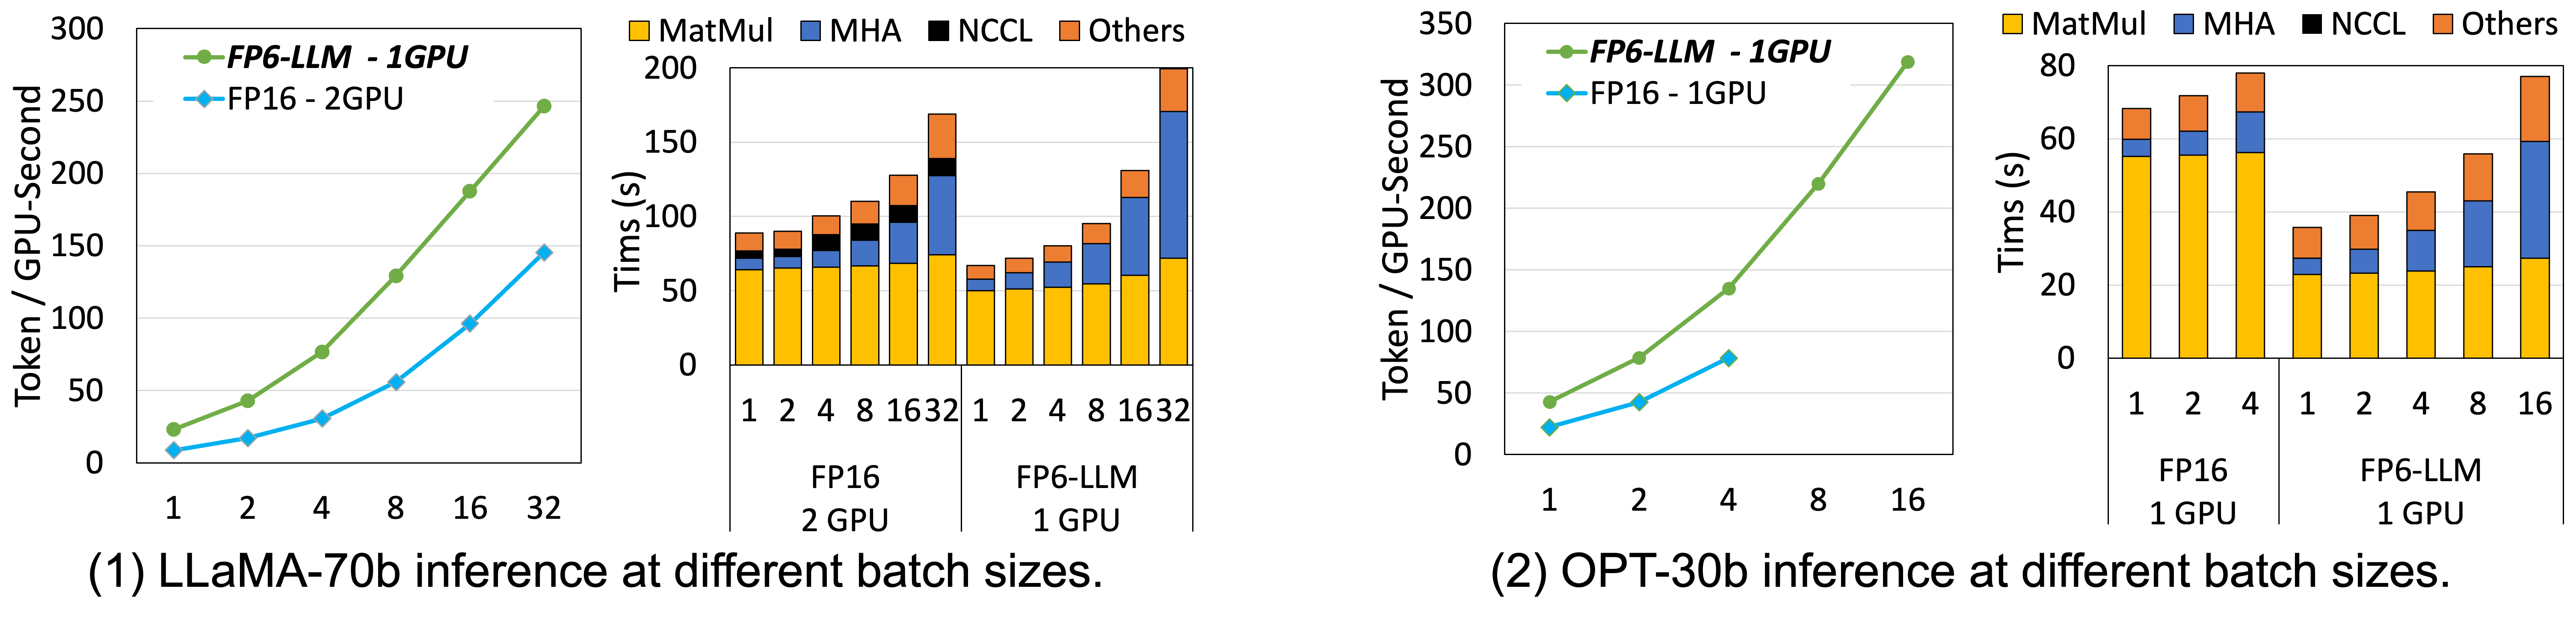 300
250
200
150
100
50
0
Token / GPU-Second
FP6-LLM - 1GPU
FP16 - 2GPU
1 2 4 8 16 32
MatMul MHA NCCL Others
200
150
100
50
0
Tims (s)
1 2 4 8 16 32 1 2 4 8 16 32
FP16 FP6-LLM
2 GPU 1 GPU
(1) LLaMA-70b inference at different batch sizes.
350
300
250
200
150
100
50
0
Token / GPU-Second
FP6-LLM - 1GPU
FP16 - 1GPU
1 2 4 8 16
MatMul MHA NCCL Others
80
60
40
20
0
Tims (s)
1 2 4 1 2 4 8 16
FP16 FP6-LLM
1 GPU 1 GPU
(2) OPT-30b inference at different batch sizes.